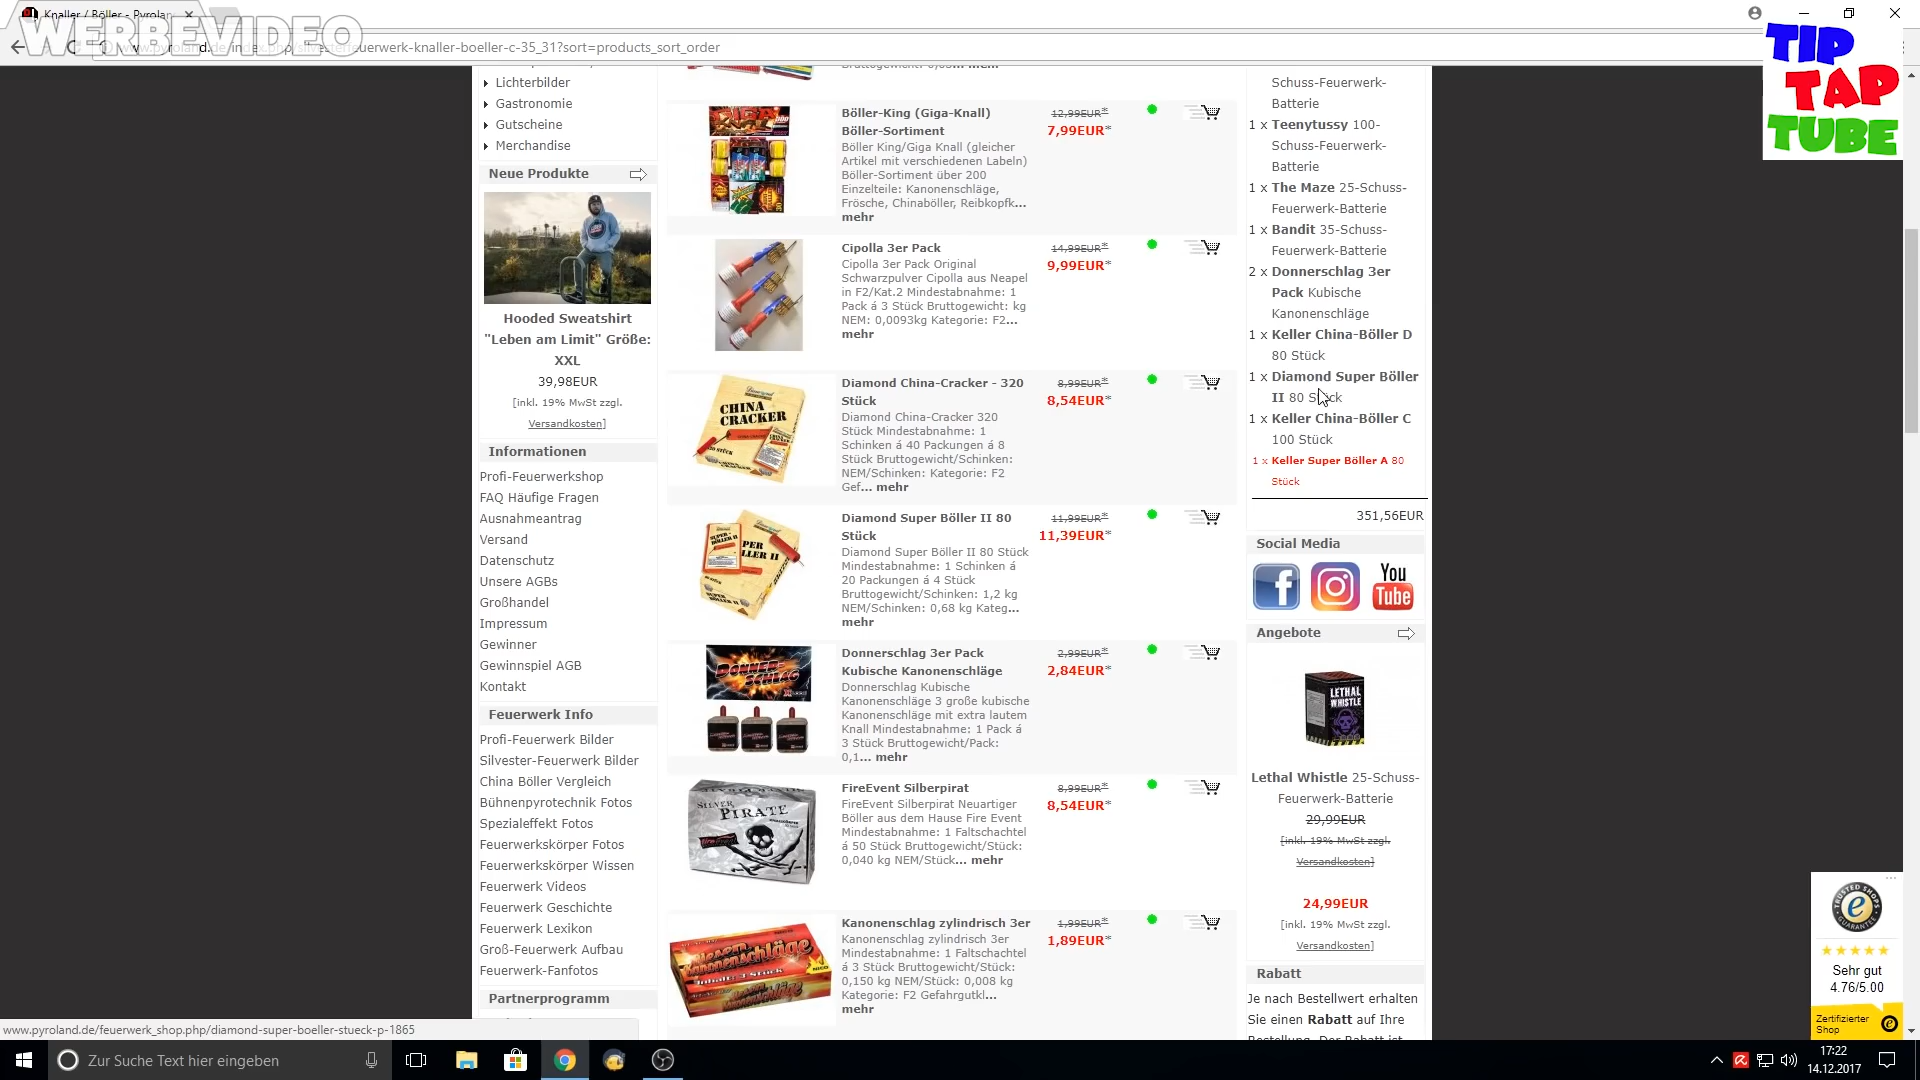 Knaller / Böller - Pyrolan
WERBEVIDEO
www.pyroland.de/index.php/silvesterfeuerwerk-knaller-boeller-c-35_31?sort=products_sort_order
TIP
TAP
TUBE
Lichterbilder
Gastronomie
Gutscheine
Merchandise
Neue Produkte
Hooded Sweatshirt
"Leben am Limit" Größe:
XXL
39,98EUR
[inkl. 19% MwSt zzgl.
Versandkosten]
Informationen
Profi-Feuerwerkshop
FAQ Häufige Fragen
Ausnahmeantrag
Versand
Datenschutz
Unsere AGBs
Großhandel
Impressum
Gewinner
Gewinnspiel AGB
Kontakt
Feuerwerk Info
Profi-Feuerwerk Bilder
Silvester-Feuerwerk Bilder
China Böller Vergleich
Bühnenpyrotechnik Fotos
Spezialeffekt Fotos
Feuerwerkskörper Fotos
Feuerwerkskörper Wissen
Feuerwerk Videos
Feuerwerk Geschichte
Feuerwerk Lexikon
Groß-Feuerwerk Aufbau
Feuerwerk-Fanfotos
Partnerprogramm
Böller-King (Giga-Knall)
Böller-Sortiment
Böller King/Giga Knall (gleicher
Artikel mit verschiedenen Labeln)
Böller-Sortiment über 200
Einzelteile: Kanonenschläge,
Frösche, Chinaböller, Reibkopfk...
mehr
12,99EUR*
7,99EUR*
Cipolla 3er Pack
Cipolla 3er Pack Original
Schwarzpulver Cipolla aus Neapel
in F2/Kat.2 Mindestabnahme: 1
Pack á 3 Stück Bruttogewicht: kg
NEM: 0,0093kg Kategorie: F2...
mehr
14,99EUR*
9,99EUR*
CHINA
CRACKER
Diamond China-Cracker - 320
Stück
Diamond China-Cracker 320
Stück Mindestabnahme: 1
Schinken á 40 Packungen á 8
Stück Bruttogewicht/Schinken:
NEM/Schinken: Kategorie: F2
Gef... mehr
8,99EUR*
8,54EUR*
Diamond Super Böller II 80
Stück
Diamond Super Böller II 80 Stück
Mindestabnahme: 1 Schinken á
20 Packungen á 4 Stück
Bruttogewicht/Schinken: 1,2 kg
NEM/Schinken: 0,68 kg Kateg...
mehr
11,99EUR*
11,39EUR*
DONNER-
SCHLAG
Donnerschlag 3er Pack
Kubische Kanonenschläge
Donnerschlag Kubische
Kanonenschläge 3 große kubische
Kanonenschläge mit extra lautem
Knall Mindestabnahme: 1 Pack á
3 Stück Bruttogewicht/Pack:
0,1... mehr
2,99EUR*
2,84EUR*
SILVER
PIRATE
FireEvent Silberpirat
FireEvent Silberpirat Neuartiger
Böller aus dem Hause Fire Event
Mindestabnahme: 1 Faltschachtel
á 50 Stück Bruttogewicht/Stück:
0,040 kg NEM/Stück... mehr
8,99EUR*
8,54EUR*
Riesen
Kanonenschläge
Inhalt: 3 Stück
Kanonenschlag zylindrisch 3er
Kanonenschlag zylindrisch 3er
Mindestabnahme: 1 Faltschachtel
á 3 Stück Bruttogewicht/Stück:
0,150 kg NEM/Stück: 0,008 kg
Kategorie: F2 Gefahrgutkl...
mehr
1,99EUR*
1,89EUR*
Schuss-Feuerwerk-
Batterie
1 x Teenytussy 100-
Schuss-Feuerwerk-
Batterie
1 x The Maze 25-Schuss-
Feuerwerk-Batterie
1 x Bandit 35-Schuss-
Feuerwerk-Batterie
2 x Donnerschlag 3er
Pack Kubische
Kanonenschläge
1 x Keller China-Böller D
80 Stück
1 x Diamond Super Böller
II 80 Stück
1 x Keller China-Böller C
100 Stück
1 x Keller Super Böller A 80
Stück
351,56EUR
Social Media
You
Tube
Angebote
LETHAL
WHISTLE
Lethal Whistle 25-Schuss-
Feuerwerk-Batterie
29,99EUR
[inkl. 19% MwSt zzgl.
Versandkosten]
24,99EUR
[inkl. 19% MwSt zzgl.
Versandkosten]
Rabatt
Je nach Bestellwert erhalten
Sie einen Rabatt auf Ihre
TRUSTED SHOPS
GUARANTEE
Sehr gut
4.76/5.00
Zertifizierter
Shop
www.pyroland.de/feuerwerk_shop.php/diamond-super-boeller-stueck-p-1865
Zur Suche Text hier eingeben
17:22
14.12.2017